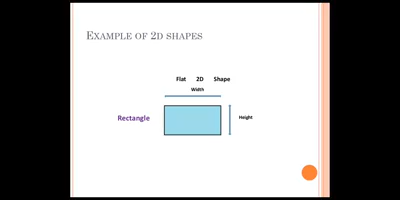 EXAMPLE OF 2D SHAPES
Flat 2D Shape
Width
Rectangle
Height